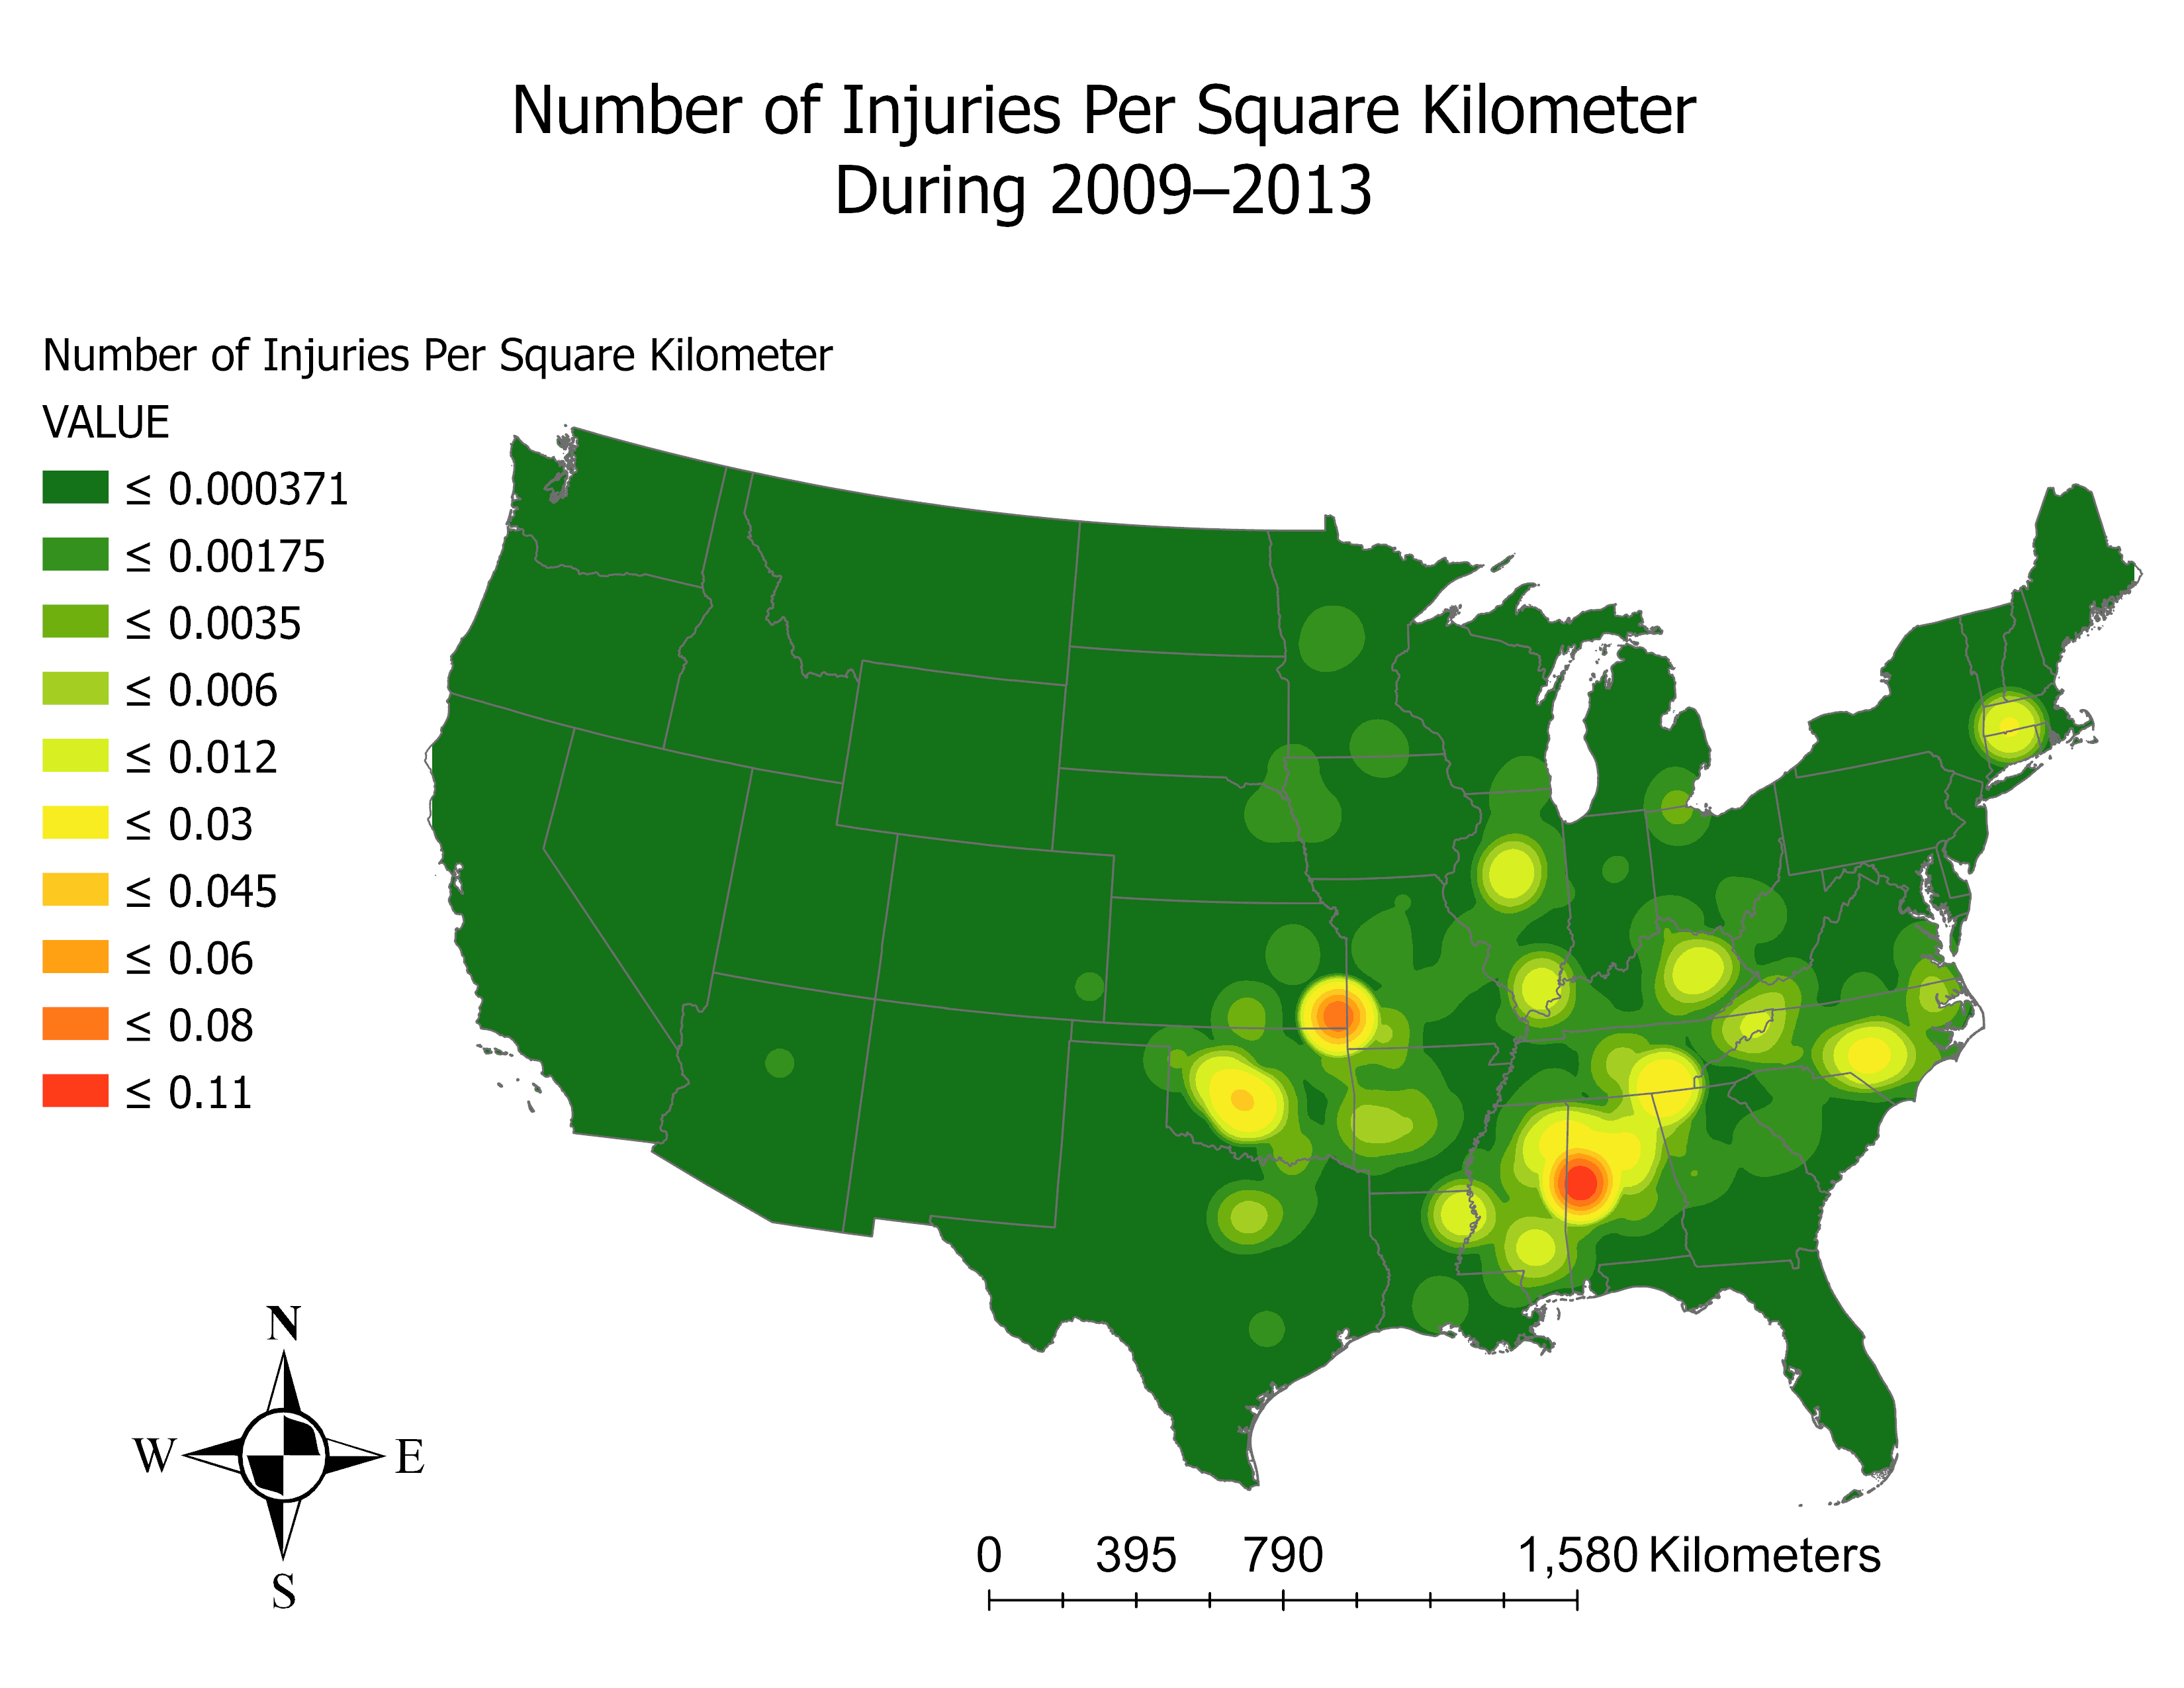 Number of Injuries Per Square Kilometer
During 2009–2013
Number of Injuries Per Square Kilometer
VALUE
≤ 0.000371
≤ 0.00175
≤ 0.0035
≤ 0.006
≤ 0.012
≤ 0.03
≤ 0.045
≤ 0.06
≤ 0.08
≤ 0.11
N
W E
S
0 395 790 1,580 Kilometers